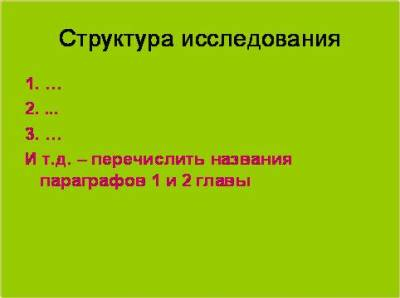 Структура исследования
1. …
2. ...
3. …
И т.д. – перечислить названия
параграфов 1 и 2 главы